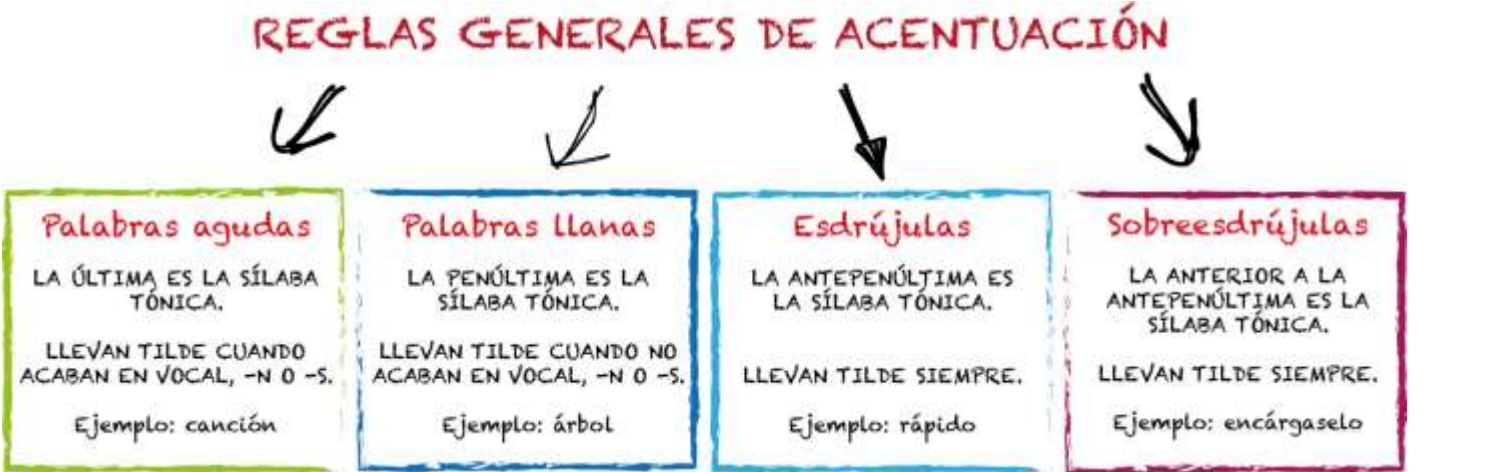 REGLAS GENERALES DE ACENTUACIÓN
Palabras agudas
LA ÚLTIMA ES LA SÍLABA
TÓNICA.
LLEVAN TILDE CUANDO
ACABAN EN VOCAL, -N O -S.
Ejemplo: canción
Palabras llanas
LA PENÚLTIMA ES LA
SÍLABA TÓNICA.
LLEVAN TILDE CUANDO NO
ACABAN EN VOCAL, -N O -S.
Ejemplo: árbol
Esdrújulas
LA ANTEPENÚLTIMA ES
LA SÍLABA TÓNICA.
LLEVAN TILDE SIEMPRE.
Ejemplo: rápido
Sobreesdrújulas
LA ANTERIOR A LA
ANTEPENÚLTIMA ES LA
SÍLABA TÓNICA.
LLEVAN TILDE SIEMPRE.
Ejemplo: encárgaselo